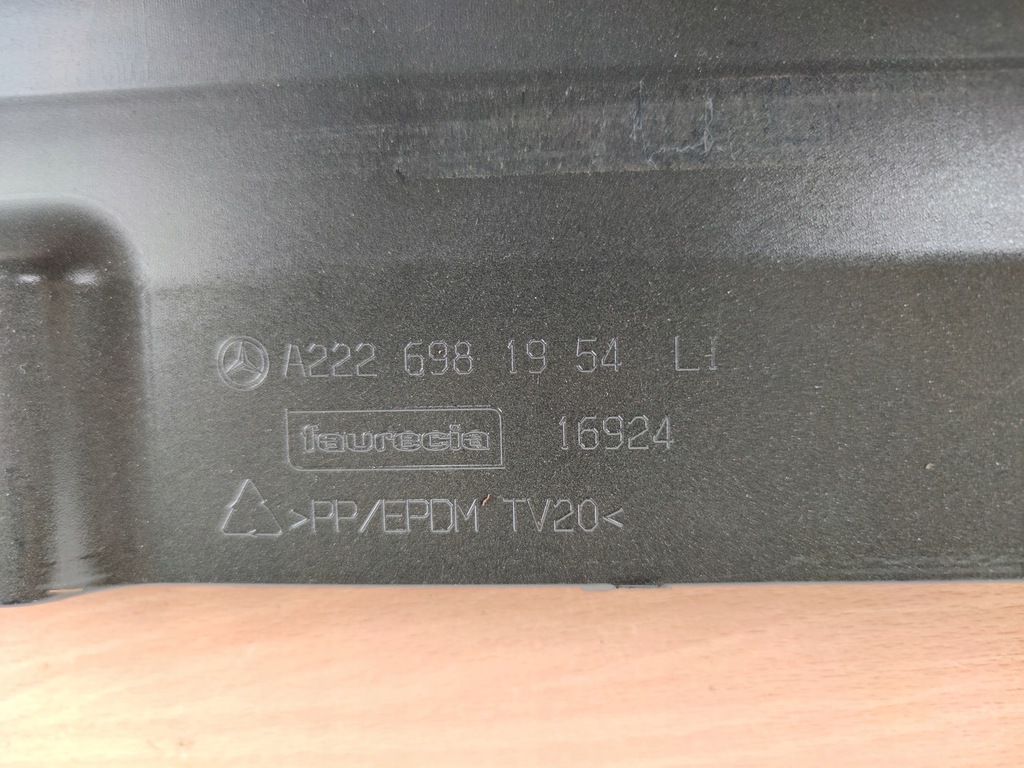 A222 698 19 54 LI
faurecia 16924
>PP/EPDM TV20<